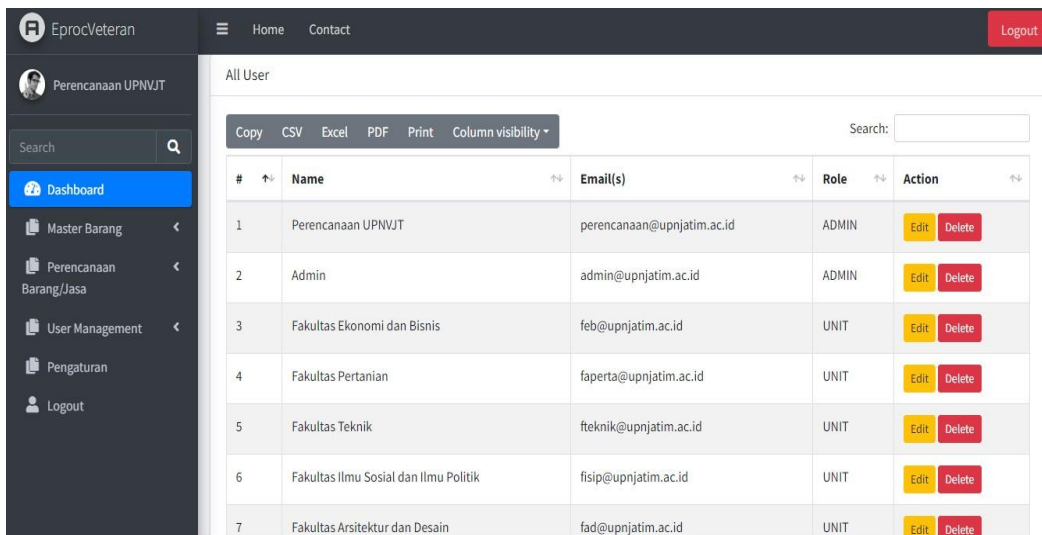 EprocVeteran
Home Contact
Logout
Perencanaan UPNVJT
Search
Dashboard
Master Barang
Perencanaan
Barang/Jasa
User Management
Pengaturan
Logout
All User
Copy CSV Excel PDF Print Column visibility
Search:
# Name Email(s) Role Action
1 Perencanaan UPNVJT perencanaan@upnjatim.ac.id ADMIN Edit Delete
2 Admin admin@upnjatim.ac.id ADMIN Edit Delete
3 Fakultas Ekonomi dan Bisnis feb@upnjatim.ac.id UNIT Edit Delete
4 Fakultas Pertanian faperta@upnjatim.ac.id UNIT Edit Delete
5 Fakultas Teknik fteknik@upnjatim.ac.id UNIT Edit Delete
6 Fakultas Ilmu Sosial dan Ilmu Politik fisip@upnjatim.ac.id UNIT Edit Delete
7 Fakultas Arsitektur dan Desain fad@upnjatim.ac.id UNIT Edit Delete